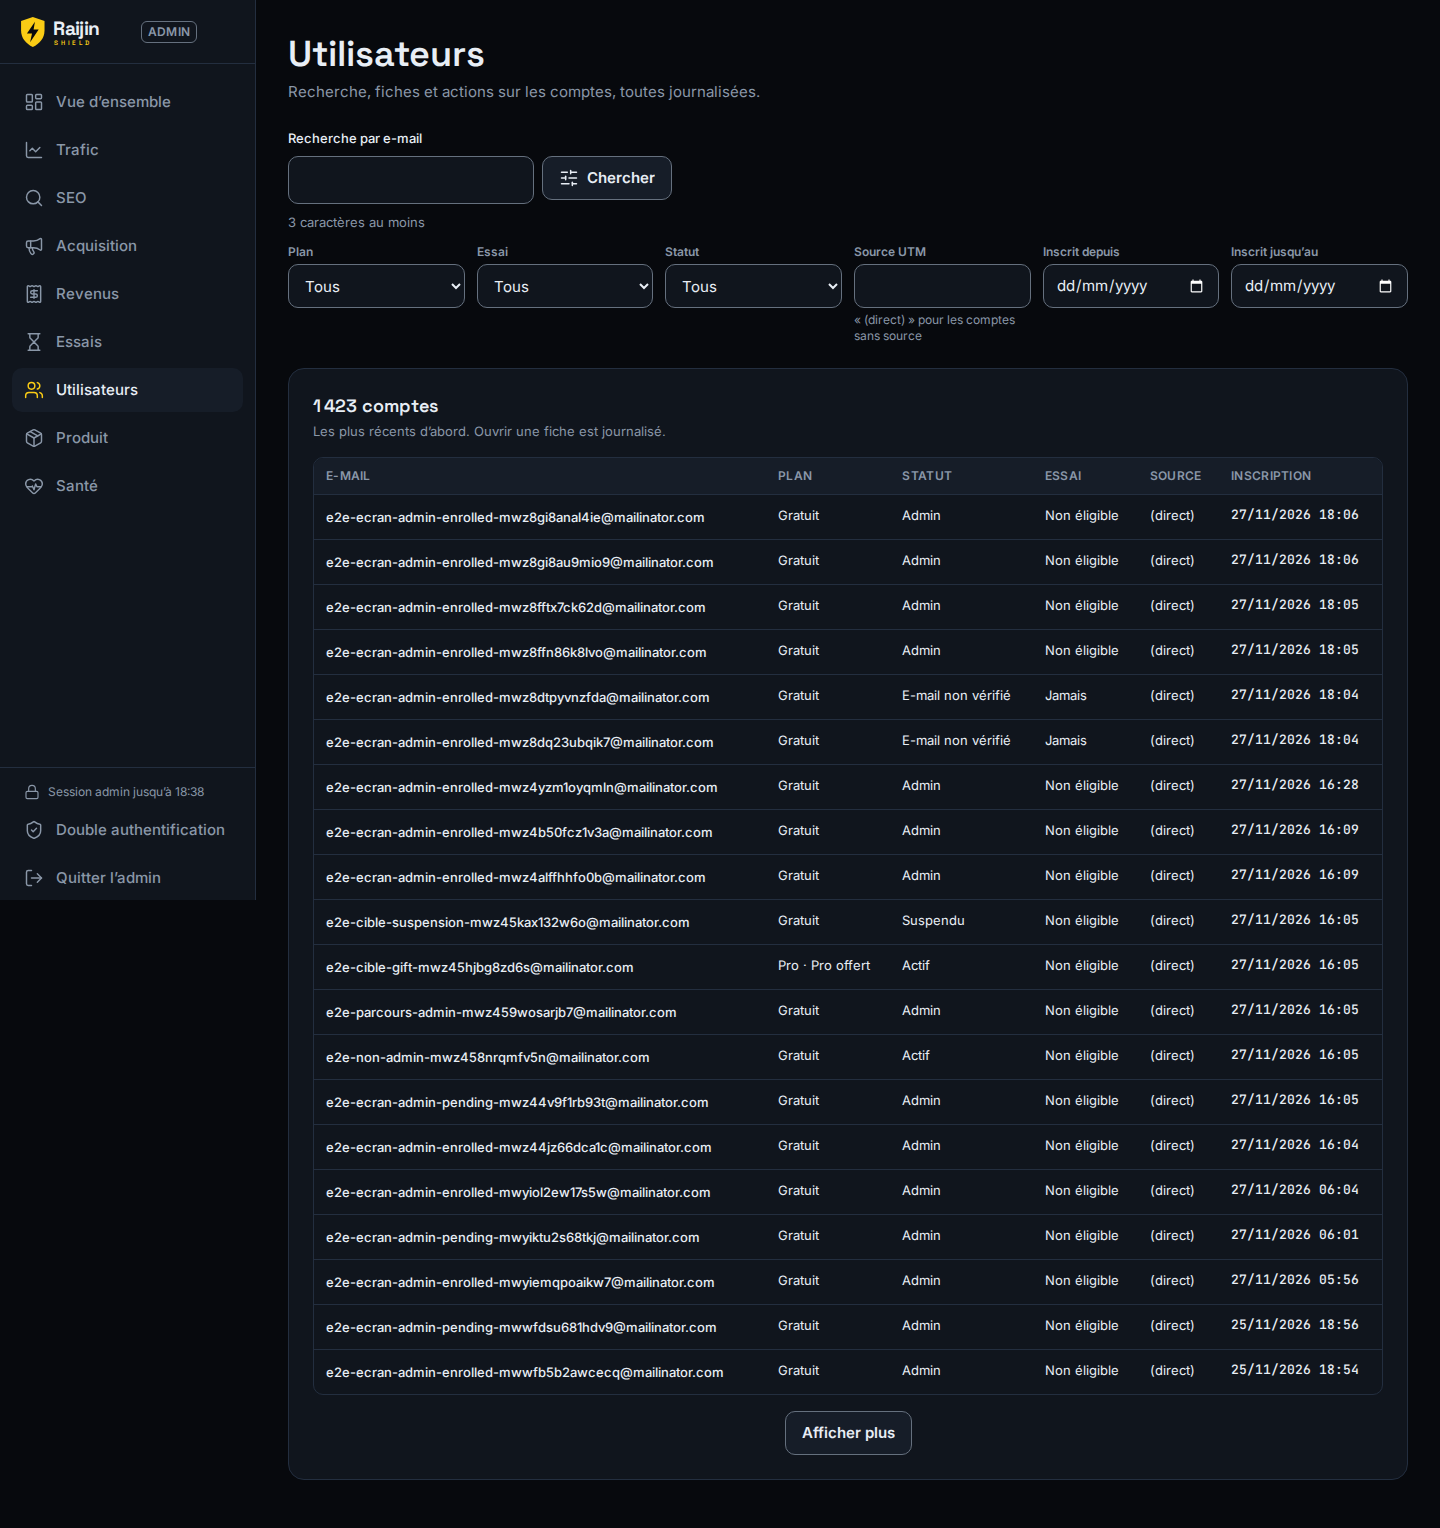 Raijin
SHIELD
ADMIN
Vue d’ensemble
Trafic
SEO
Acquisition
Revenus
Essais
Utilisateurs
Produit
Santé
Session admin jusqu’à 18:38
Double authentification
Quitter l’admin
Utilisateurs
Recherche, fiches et actions sur les comptes, toutes journalisées.
Recherche par e-mail
Chercher
3 caractères au moins
Plan Essai Statut Source UTM Inscrit depuis Inscrit jusqu’au
Tous Tous Tous dd/mm/yyyy dd/mm/yyyy
« (direct) » pour les comptes
sans source
1 423 comptes
Les plus récents d’abord. Ouvrir une fiche est journalisé.
E-MAIL PLAN STATUT ESSAI SOURCE INSCRIPTION
e2e-ecran-admin-enrolled-mwz8gi8anal4ie@mailinator.com Gratuit Admin Non éligible (direct) 27/11/2026 18:06
e2e-ecran-admin-enrolled-mwz8gi8au9mio9@mailinator.com Gratuit Admin Non éligible (direct) 27/11/2026 18:06
e2e-ecran-admin-enrolled-mwz8fftx7ck62d@mailinator.com Gratuit Admin Non éligible (direct) 27/11/2026 18:05
e2e-ecran-admin-enrolled-mwz8ffn86k8lvo@mailinator.com Gratuit Admin Non éligible (direct) 27/11/2026 18:05
e2e-ecran-admin-enrolled-mwz8dtpyvnzfda@mailinator.com Gratuit E-mail non vérifié Jamais (direct) 27/11/2026 18:04
e2e-ecran-admin-enrolled-mwz8dq23ubqik7@mailinator.com Gratuit E-mail non vérifié Jamais (direct) 27/11/2026 18:04
e2e-ecran-admin-enrolled-mwz4yzm1oyqmln@mailinator.com Gratuit Admin Non éligible (direct) 27/11/2026 16:28
e2e-ecran-admin-enrolled-mwz4b50fcz1v3a@mailinator.com Gratuit Admin Non éligible (direct) 27/11/2026 16:09
e2e-ecran-admin-enrolled-mwz4alffhhfo0b@mailinator.com Gratuit Admin Non éligible (direct) 27/11/2026 16:09
e2e-cible-suspension-mwz45kax132w6o@mailinator.com Gratuit Suspendu Non éligible (direct) 27/11/2026 16:05
e2e-cible-gift-mwz45hjbg8zd6s@mailinator.com Pro · Pro offert Actif Non éligible (direct) 27/11/2026 16:05
e2e-parcours-admin-mwz459wosarjb7@mailinator.com Gratuit Admin Non éligible (direct) 27/11/2026 16:05
e2e-non-admin-mwz458nrqmfv5n@mailinator.com Gratuit Actif Non éligible (direct) 27/11/2026 16:05
e2e-ecran-admin-pending-mwz44v9f1rb93t@mailinator.com Gratuit Admin Non éligible (direct) 27/11/2026 16:05
e2e-ecran-admin-enrolled-mwz44jz66dca1c@mailinator.com Gratuit Admin Non éligible (direct) 27/11/2026 16:04
e2e-ecran-admin-enrolled-mwyiol2ew17s5w@mailinator.com Gratuit Admin Non éligible (direct) 27/11/2026 06:04
e2e-ecran-admin-pending-mwyiktu2s68tkj@mailinator.com Gratuit Admin Non éligible (direct) 27/11/2026 06:01
e2e-ecran-admin-enrolled-mwyiemqpoaikw7@mailinator.com Gratuit Admin Non éligible (direct) 27/11/2026 05:56
e2e-ecran-admin-pending-mwwfdsu681hdv9@mailinator.com Gratuit Admin Non éligible (direct) 25/11/2026 18:56
e2e-ecran-admin-enrolled-mwwfb5b2awcecq@mailinator.com Gratuit Admin Non éligible (direct) 25/11/2026 18:54
Afficher plus